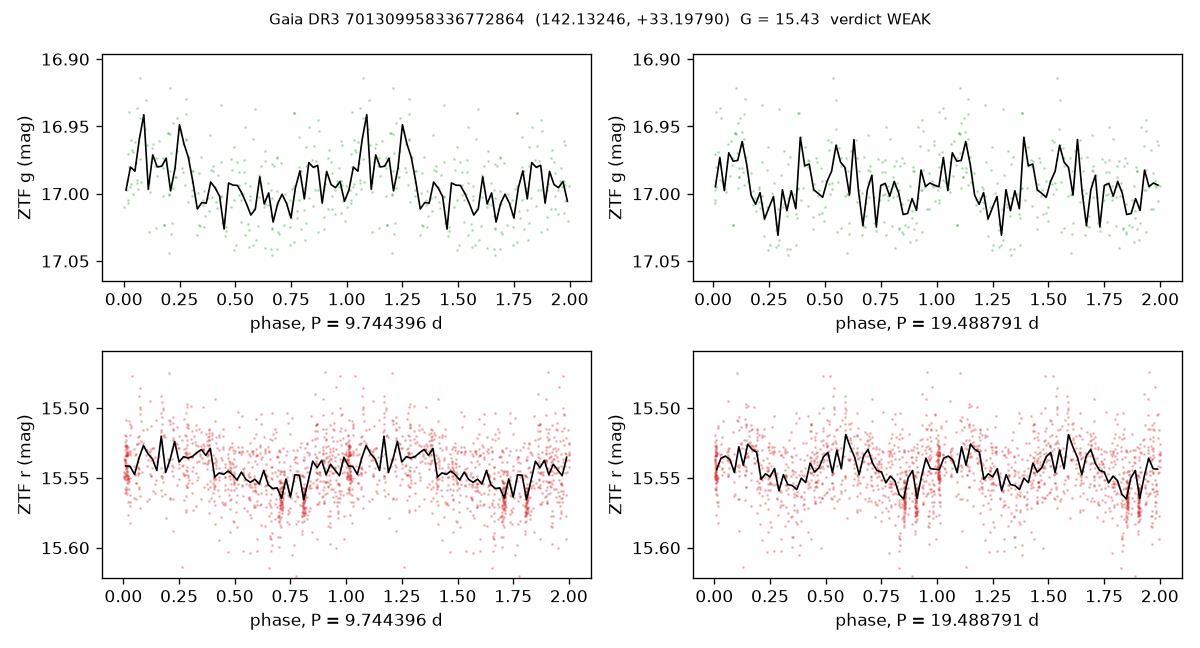 Gaia DR3 701309958336772864  (142.13246, +33.19790)  G = 15.43  verdict WEAK
ZTF g (mag)
16.90
16.95
17.00
17.05
0.00 0.25 0.50 0.75 1.00 1.25 1.50 1.75 2.00
phase, P = 9.744396 d
ZTF g (mag)
16.90
16.95
17.00
17.05
0.00 0.25 0.50 0.75 1.00 1.25 1.50 1.75 2.00
phase, P = 19.488791 d
ZTF r (mag)
15.50
15.55
15.60
0.00 0.25 0.50 0.75 1.00 1.25 1.50 1.75 2.00
phase, P = 9.744396 d
ZTF r (mag)
15.50
15.55
15.60
0.00 0.25 0.50 0.75 1.00 1.25 1.50 1.75 2.00
phase, P = 19.488791 d